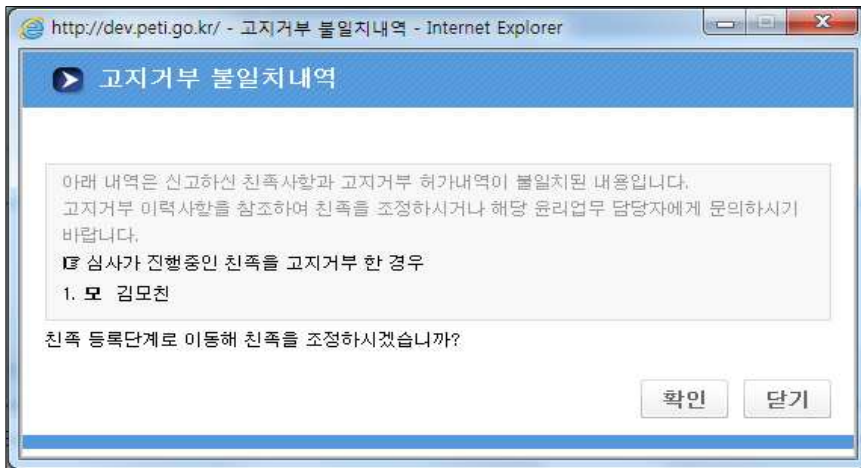 http://dev.peti.go.kr/ - 고지거부 불일치내역 - Internet Explorer
고지거부 불일치내역
아래 내역은 신고하신 친족사항과 고지거부 허가내역이 불일치된 내용입니다.
고지거부 이력사항을 참조하여 친족을 조정하시거나 해당 윤리업무 담당자에게 문의하시기
바랍니다.
☞ 심사가 진행중인 친족을 고지거부 한 경우
1. 모 김모친
친족 등록단계로 이동해 친족을 조정하시겠습니까?
확인 닫기